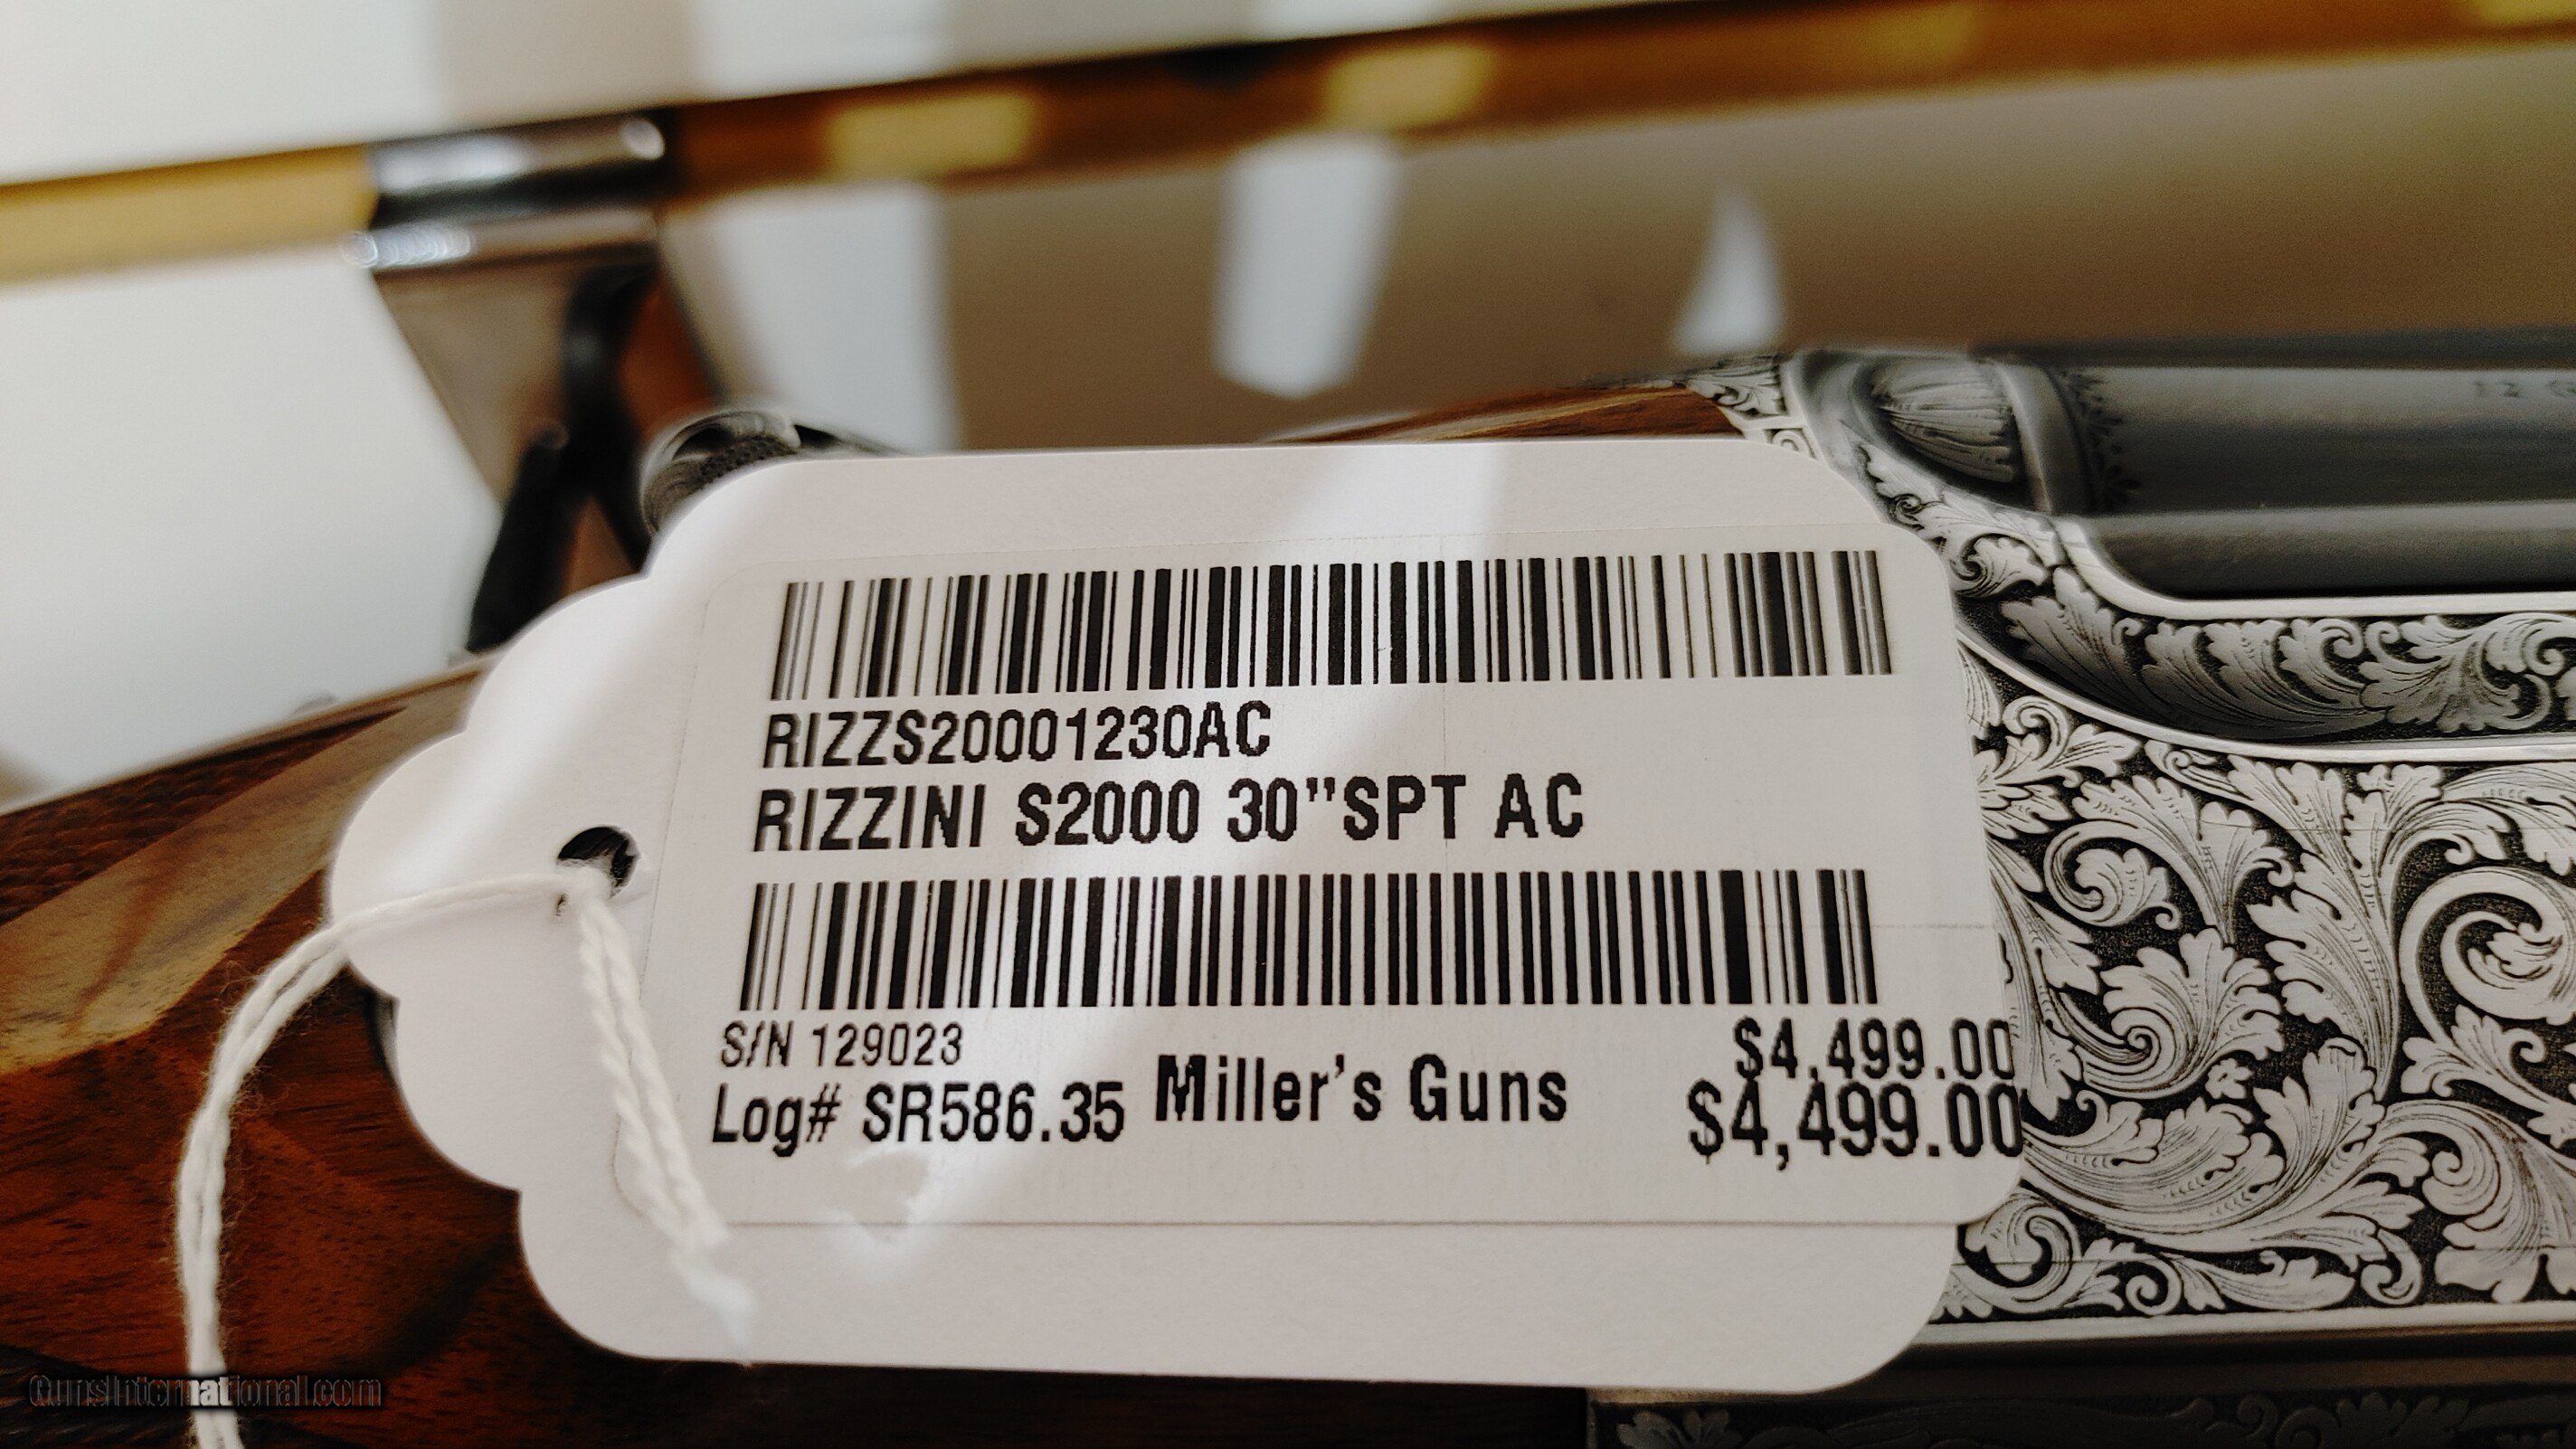 12
RIZZS20001230AC
RIZZINI S2000 30”SPT AC
S/N 129023
$4,499.00
Log# SR586.35
Miller’s Guns
$4,499.00
GunsInternational.com